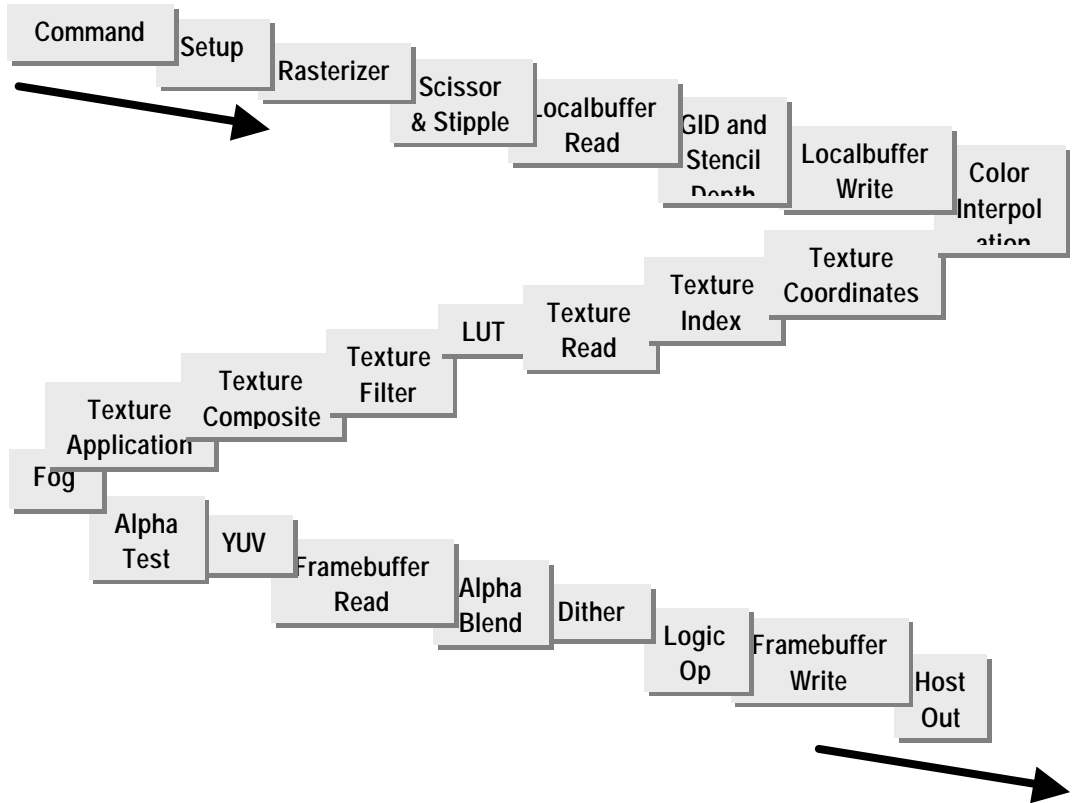 Command
Setup
Rasterizer
Scissor
& Stipple
Localbuffer
Read
GID and
Stencil
Depth
Localbuffer
Write
Color
Interpol
ation
Texture
Coordinates
Texture
Index
Texture
Read
LUT
Texture
Filter
Texture
Composite
Texture
Application
Fog
Alpha
Test
YUV
Framebuffer
Read
Alpha
Blend
Dither
Logic
Op
Framebuffer
Write
Host
Out